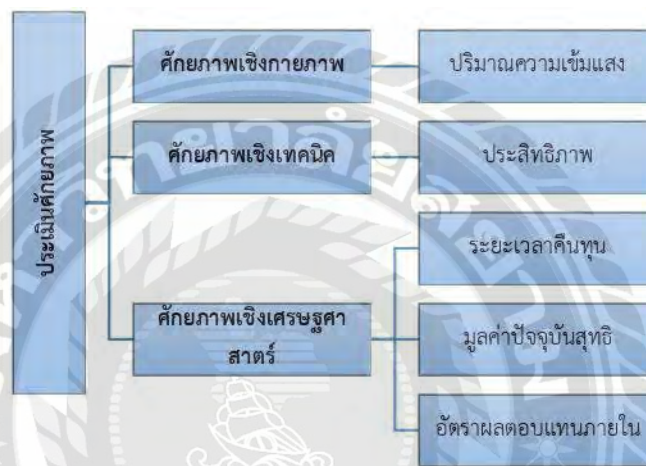 ประเมินศักยภาพ
ศักยภาพเชิงกายภาพ
ปริมาณความเข้มแสง
ศักยภาพเชิงเทคนิค
ประสิทธิภาพ
ศักยภาพเชิงเศรษฐศา
สาตร์
ระยะเวลาคืนทุน
มูลค่าปัจจุบันสุทธิ
อัตราผลตอบแทนภายใน